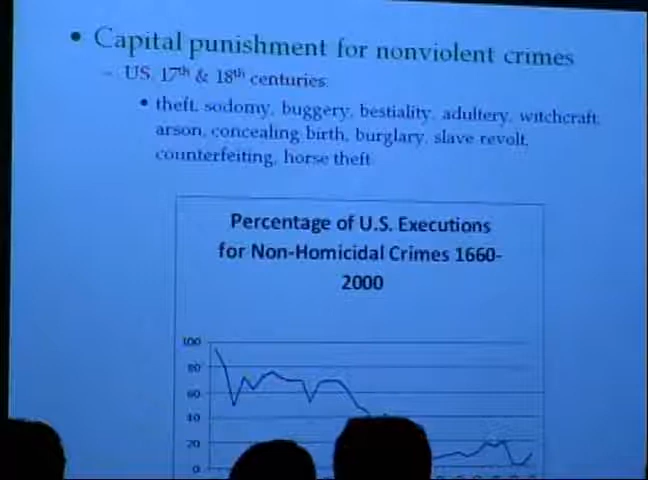 • Capital punishment for nonviolent crimes
– US, 17th & 18th centuries:
• theft, sodomy, buggery, bestiality, adultery, witchcraft,
arson, concealing birth, burglary, slave revolt,
counterfeiting, horse theft
Percentage of U.S. Executions
for Non-Homicidal Crimes 1660-
2000
100
80
60
40
20
0